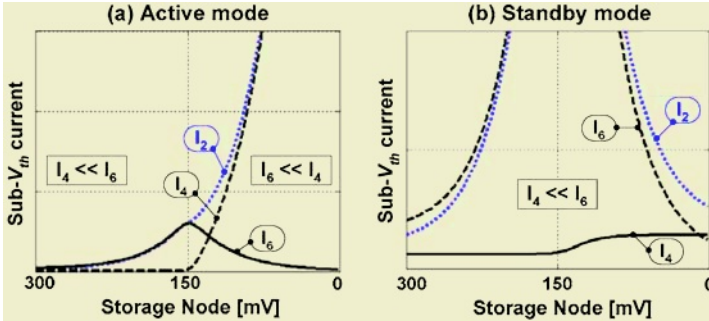 (a) Active mode
Sub-Vth current
I4 << I6
I2
I4
I6 << I4
I6
300
150
0
Storage Node [mV]
(b) Standby mode
Sub-Vth current
I6
I2
I4 << I6
I4
300
150
0
Storage Node [mV]